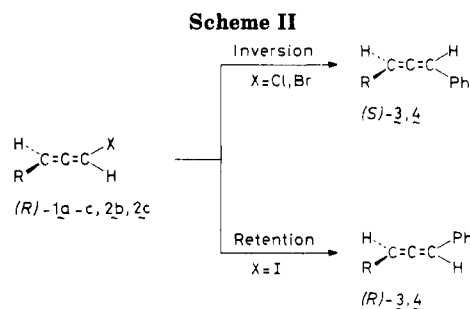 Scheme II
Inversion
X=Cl,Br
H
R
C=C=C
H
Ph
(S)-3,4
H
R
C=C=C
X
H
(R)-1a-c, 2b, 2c
Retention
X=I
H
R
C=C=C
Ph
H
(R)-3,4